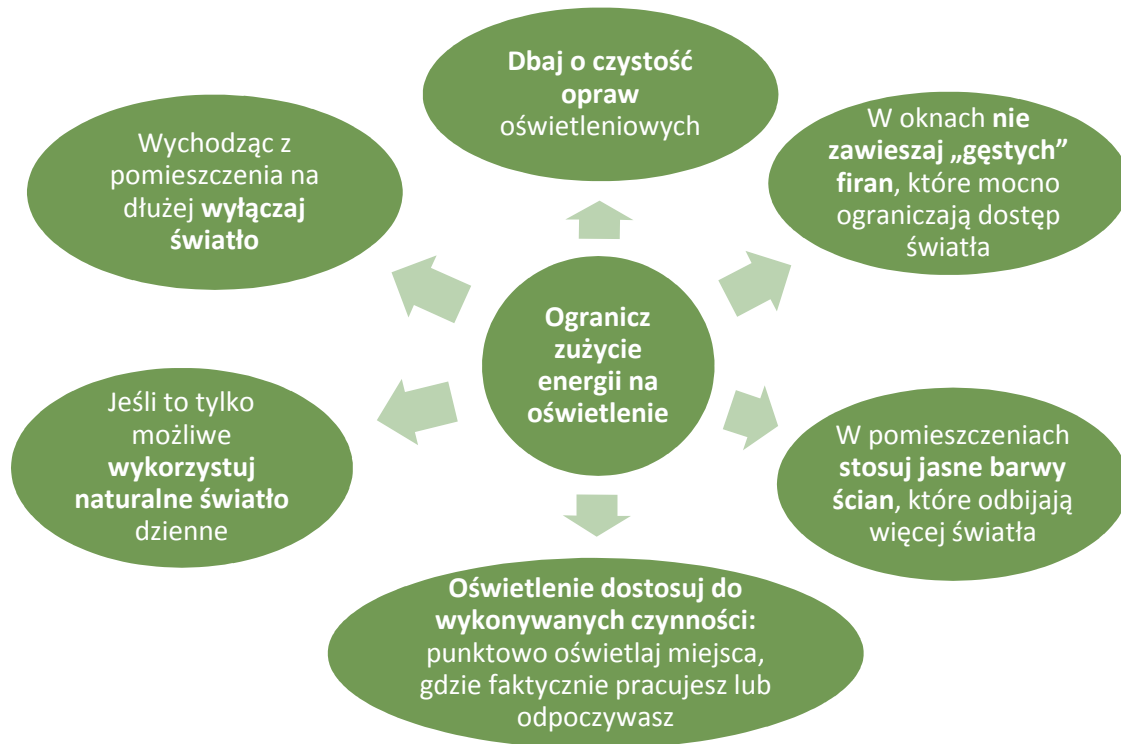 Dbaj o czystość
opraw
oświetleniowych
W oknach nie
zawieszaj „gęstych”
firan, które mocno
ograniczają dostęp
światła
Wychodząc z
pomieszczenia na
dłużej wyłączaj
światło
Ogranicz
zużycie
energii na
oświetlenie
Jeśli to tylko
możliwe
wykorzystuj
naturalne światło
dzienne
W pomieszczeniach
stosuj jasne barwy
ścian, które odbijają
więcej światła
Oświetlenie dostosuj do
wykonywanych czynności:
punktowo oświetlaj miejsca,
gdzie faktycznie pracujesz lub
odpoczywasz